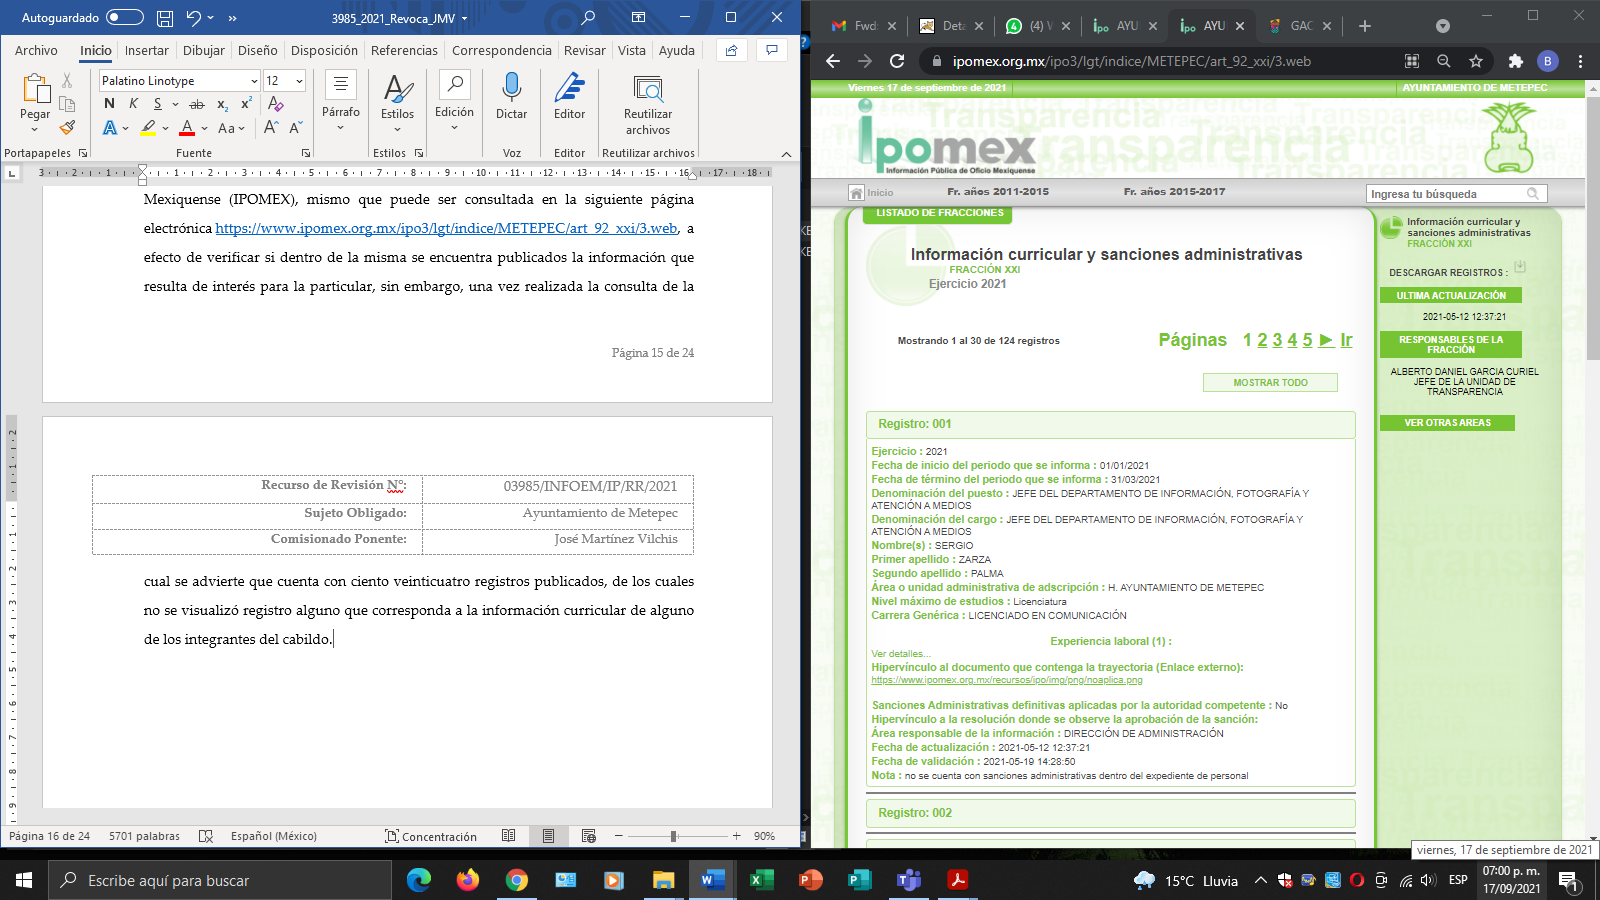 Autoguardado
3985_2021_Revoca_JMV
Archivo
Inicio
Insertar
Dibujar
Diseño
Disposición
Referencias
Correspondencia
Revisar
Vista
Ayuda
Palatino Linotype
12
N K S ab x₂ x²
A Aa A A
Pegar
Párrafo
Estilos
Edición
Dictar
Editor
Reutilizar
archivos
Portapapeles
Fuente
Estilos
Voz
Editor
Reutilizar archivos
Mexiquense (IPOMEX), mismo que puede ser consultada en la siguiente página
electrónica https://www.ipomex.org.mx/ipo3/lgt/indice/METEPEC/art_92_xxi/3.web, a
efecto de verificar si dentro de la misma se encuentra publicados la información que
resulta de interés para la particular, sin embargo, una vez realizada la consulta de la
Página 15 de 24
Recurso de Revisión N°: 03985/INFOEM/IP/RR/2021
Sujeto Obligado: Ayuntamiento de Metepec
Comisionado Ponente: José Martínez Vilchis
cual se advierte que cuenta con ciento veinticuatro registros publicados, de los cuales
no se visualizó registro alguno que corresponda a la información curricular de alguno
de los integrantes del cabildo.
Página 16 de 24
5701 palabras
Español (México)
Concentración
90%
Fwd:
Deta
(4) W
AYU
AYU
GAC
ipomex.org.mx/ipo3/lgt/indice/METEPEC/art_92_xxi/3.web
B
Viernes 17 de septiembre de 2021
AYUNTAMIENTO DE METEPEC
ipomex
Información Pública de Oficio Mexiquense
Transparencia
Inicio
Fr. años 2011-2015
Fr. años 2015-2017
Ingresa tu búsqueda
LISTADO DE FRACCIONES
Información curricular y sanciones administrativas
FRACCIÓN XXI
Ejercicio 2021
Mostrando 1 al 30 de 124 registros
Páginas 1 2 3 4 5 ► Ir
MOSTRAR TODO
Registro: 001
Ejercicio : 2021
Fecha de inicio del periodo que se informa : 01/01/2021
Fecha de término del periodo que se informa : 31/03/2021
Denominación del puesto : JEFE DEL DEPARTAMENTO DE INFORMACIÓN, FOTOGRAFÍA Y
ATENCIÓN A MEDIOS
Denominación del cargo : JEFE DEL DEPARTAMENTO DE INFORMACIÓN, FOTOGRAFÍA Y
ATENCIÓN A MEDIOS
Nombre(s) : SERGIO
Primer apellido : ZARZA
Segundo apellido : PALMA
Área o unidad administrativa de adscripción : H. AYUNTAMIENTO DE METEPEC
Nivel máximo de estudios : Licenciatura
Carrera Genérica : LICENCIADO EN COMUNICACIÓN
Experiencia laboral (1) :
Ver detalles...
Hipervínculo al documento que contenga la trayectoria (Enlace externo):
https://www.ipomex.org.mx/recursos/ipo/img/png/noaplica.png
Sanciones Administrativas definitivas aplicadas por la autoridad competente : No
Hipervínculo a la resolución donde se observe la aprobación de la sanción:
Área responsable de la información : DIRECCIÓN DE ADMINISTRACIÓN
Fecha de actualización : 2021-05-12 12:37:21
Fecha de validación : 2021-05-19 14:28:50
Nota : no se cuenta con sanciones administrativas dentro del expediente de personal
Registro: 002
Información curricular y
sanciones administrativas
FRACCIÓN XXI
DESCARGAR REGISTROS :
ULTIMA ACTUALIZACIÓN
2021-05-12 12:37:21
RESPONSABLES DE LA
FRACCIÓN
ALBERTO DANIEL GARCIA CURIEL
JEFE DE LA UNIDAD DE
TRANSPARENCIA
VER OTRAS AREAS
viernes, 17 de septiembre de 2021
Escribe aquí para buscar
15°C Lluvia
ESP
07:00 p. m.
17/09/2021
1